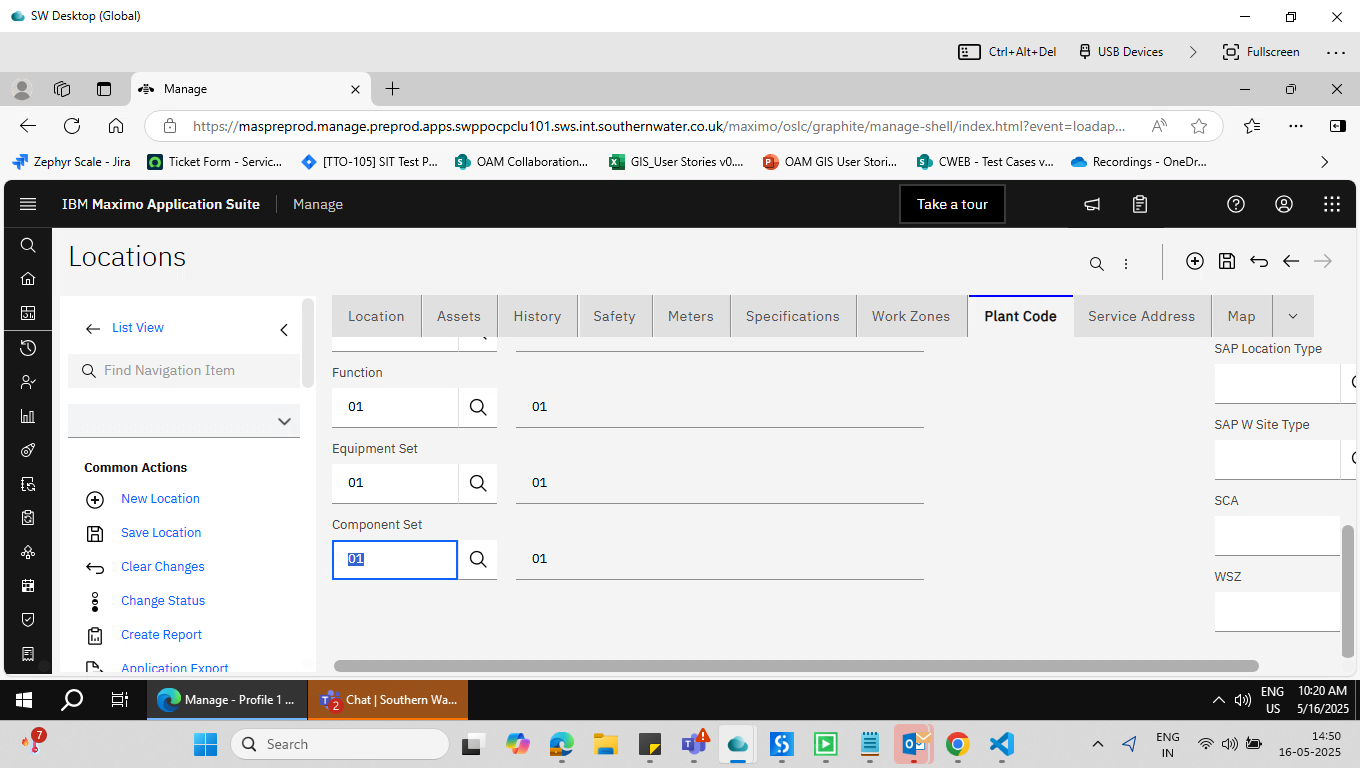 SW Desktop (Global)
Ctrl+Alt+Del
USB Devices
Fullscreen
Manage
https://maspreprod.manage.preprod.apps.swppocpclu101.sws.int.southernwater.co.uk/maximo/oslc/graphite/manage-shell/index.html?event=loadap...
Zephyr Scale - Jira
Ticket Form - Servic...
[TTO-105] SIT Test P...
OAM Collaboration...
GIS_User Stories v0....
OAM GIS User Stori...
CWEB - Test Cases v...
Recordings - OneDr...
IBM Maximo Application Suite
Manage
Take a tour
Locations
List View
Find Navigation Item
Common Actions
New Location
Save Location
Clear Changes
Change Status
Create Report
Application Export
Location
Assets
History
Safety
Meters
Specifications
Work Zones
Plant Code
Service Address
Map
Function
01
01
Equipment Set
01
01
Component Set
01
01
SAP Location Type
SAP W Site Type
SCA
WSZ
Manage - Profile 1 ...
2
Chat | Southern Wa...
ENG
US
10:20 AM
5/16/2025
7
Search
ENG
IN
14:50
16-05-2025